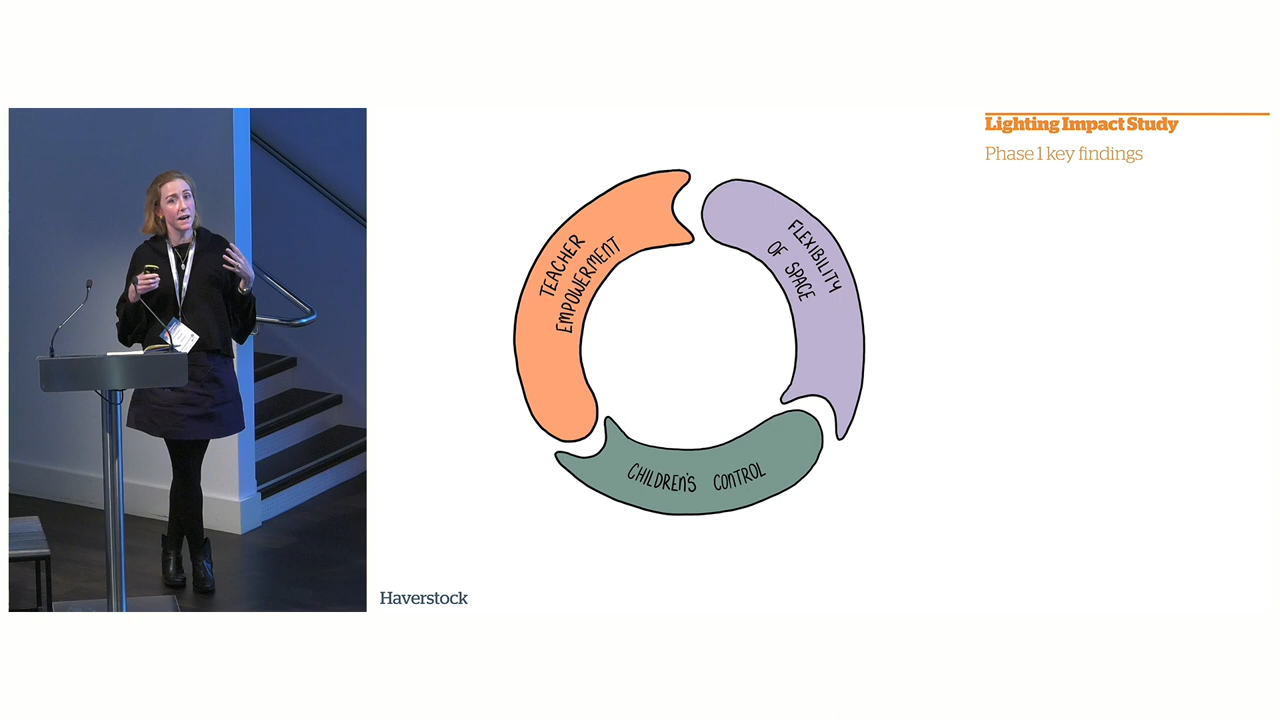 Lighting Impact Study
Phase 1 key findings
TEACHER
EMPOWERMENT
FLEXIBILITY
OF SPACE
CHILDREN'S CONTROL
Haverstock